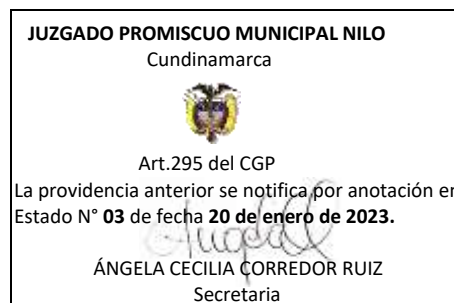 JUZGADO PROMISCUO MUNICIPAL NILO
Cundinamarca
Art.295 del CGP
La providencia anterior se notifica por anotación en
Estado N° 03 de fecha 20 de enero de 2023.
ÁNGELA CECILIA CORREDOR RUIZ
Secretaria